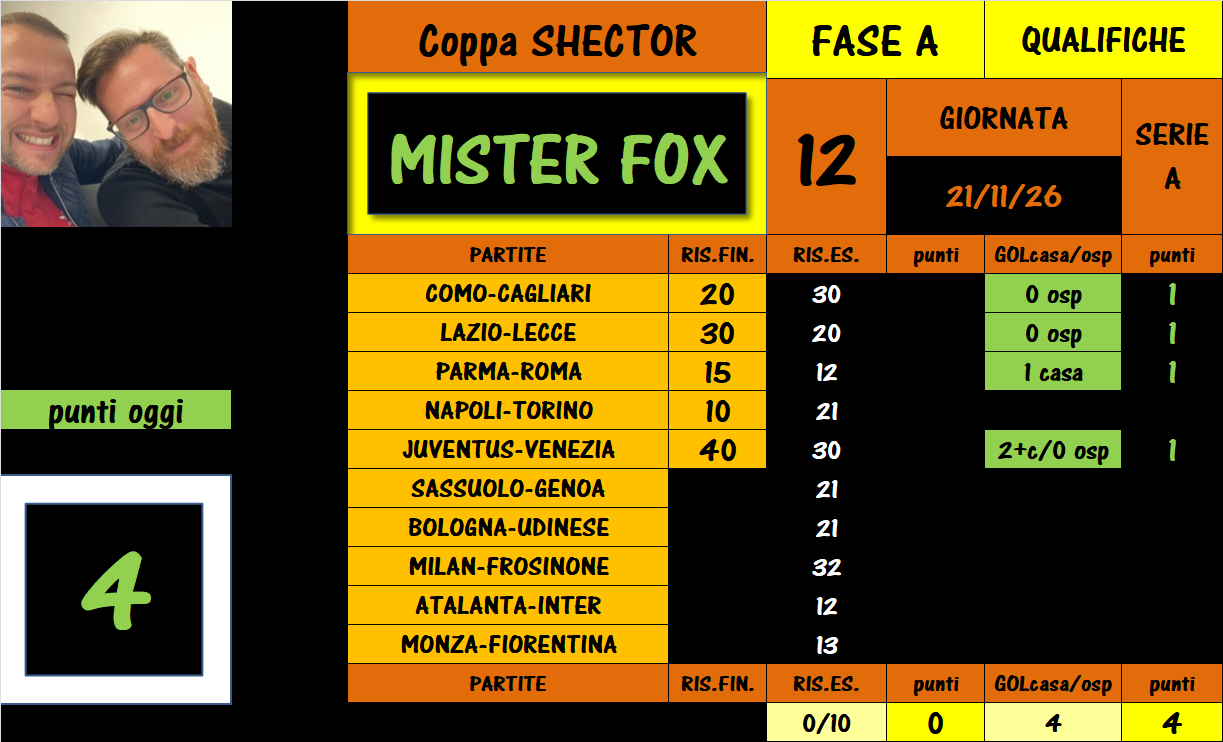 Coppa SHECTOR FASE A QUALIFICHE
MISTER FOX 12 GIORNATA SERIE A
21/11/26
PARTITE RIS.FIN. RIS.ES. punti GOLcasa/osp punti
COMO-CAGLIARI 20 30 0 osp 1
LAZIO-LECCE 30 20 0 osp 1
PARMA-ROMA 15 12 1 casa 1
NAPOLI-TORINO 10 21
JUVENTUS-VENEZIA 40 30 2+c/0 osp 1
SASSUOLO-GENOA 21
BOLOGNA-UDINESE 21
MILAN-FROSINONE 32
ATALANTA-INTER 12
MONZA-FIORENTINA 13
PARTITE RIS.FIN. RIS.ES. punti GOLcasa/osp punti
0/10 0 4 4
punti oggi
4